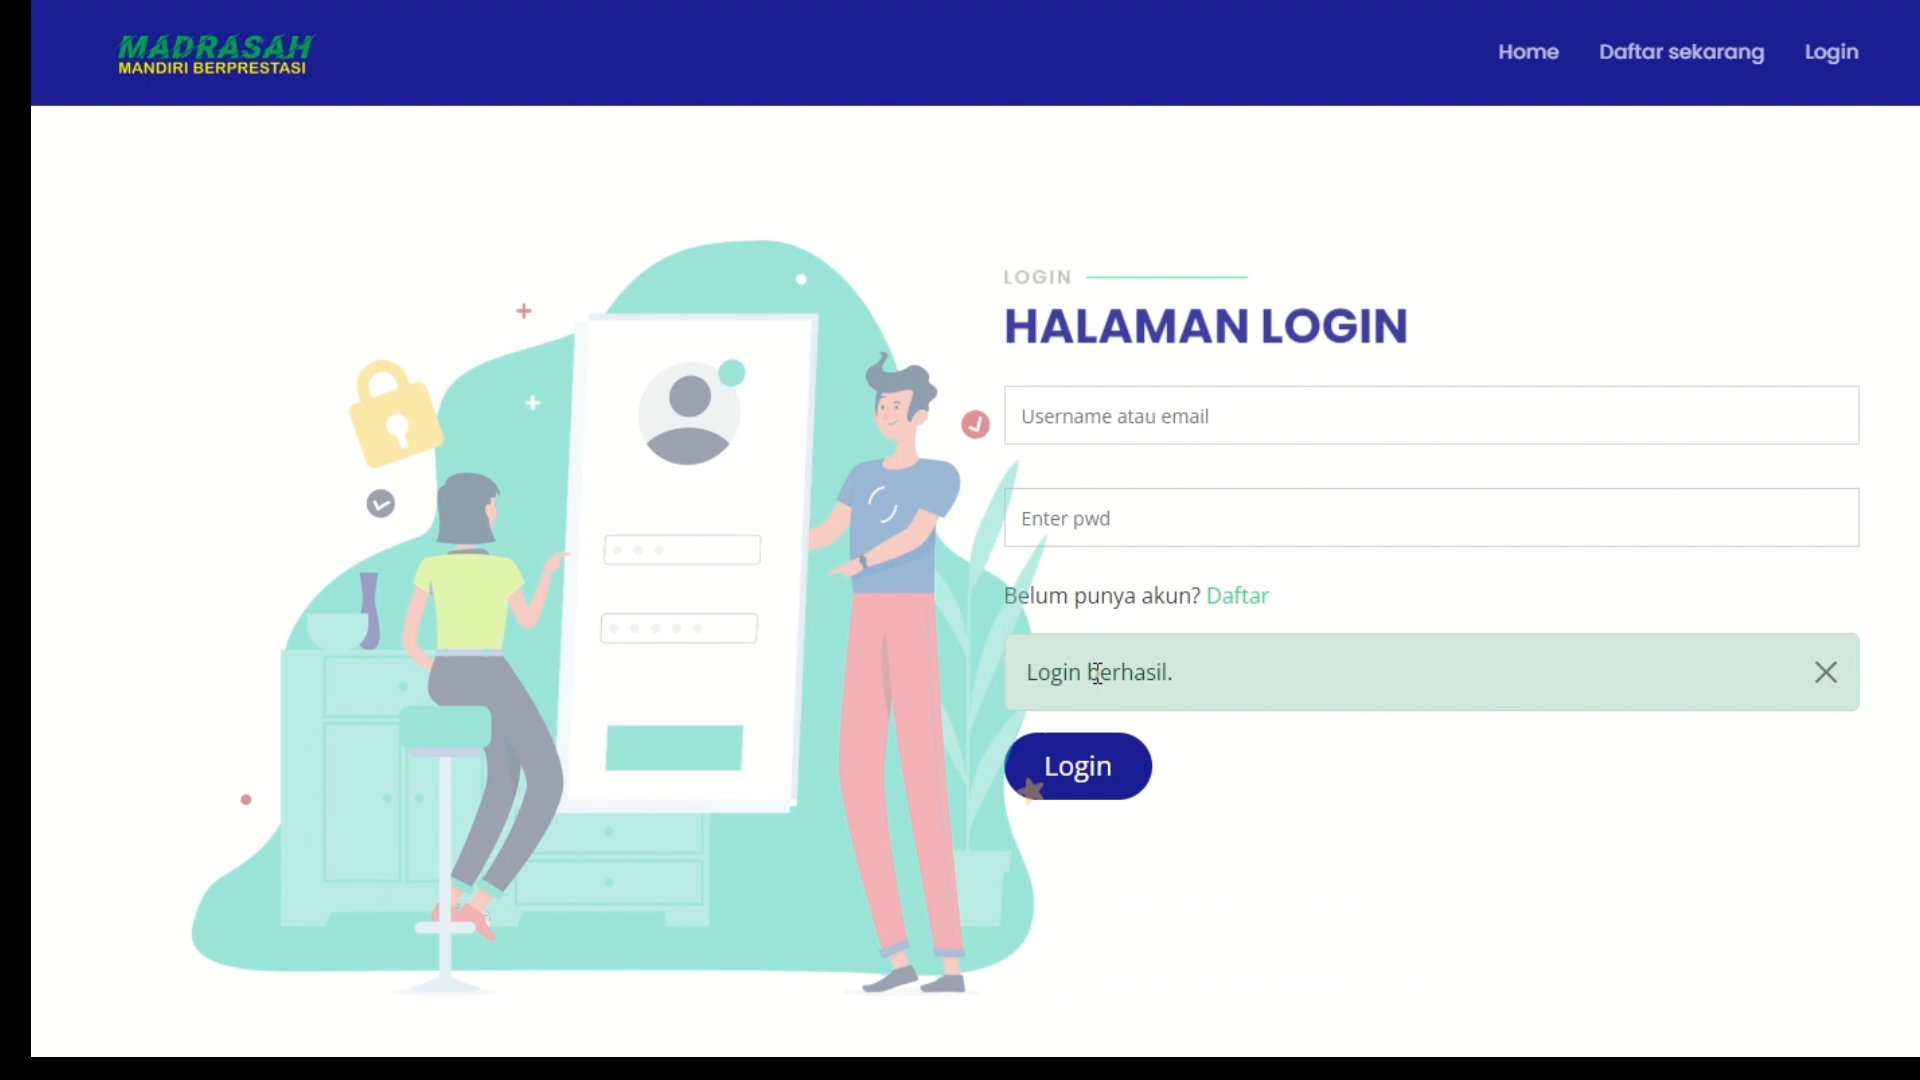 MADRASAH
MANDIRI BERPRESTASI
Home
Daftar sekarang
Login
LOGIN
HALAMAN LOGIN
Username atau email
Enter pwd
Belum punya akun? Daftar
Login berhasil.
Login